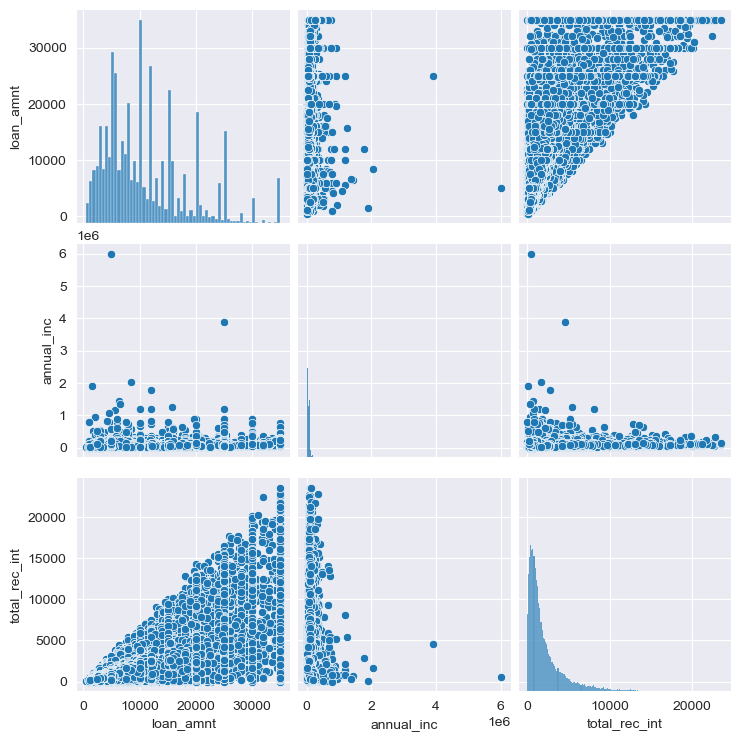 30000
20000
10000
0
loan_amnt
1e6
6
5
4
3
2
1
0
annual_inc
20000
15000
10000
5000
0
total_rec_int
0 10000 20000 30000
loan_amnt
0 2 4 6
1e6
annual_inc
0 10000 20000
total_rec_int